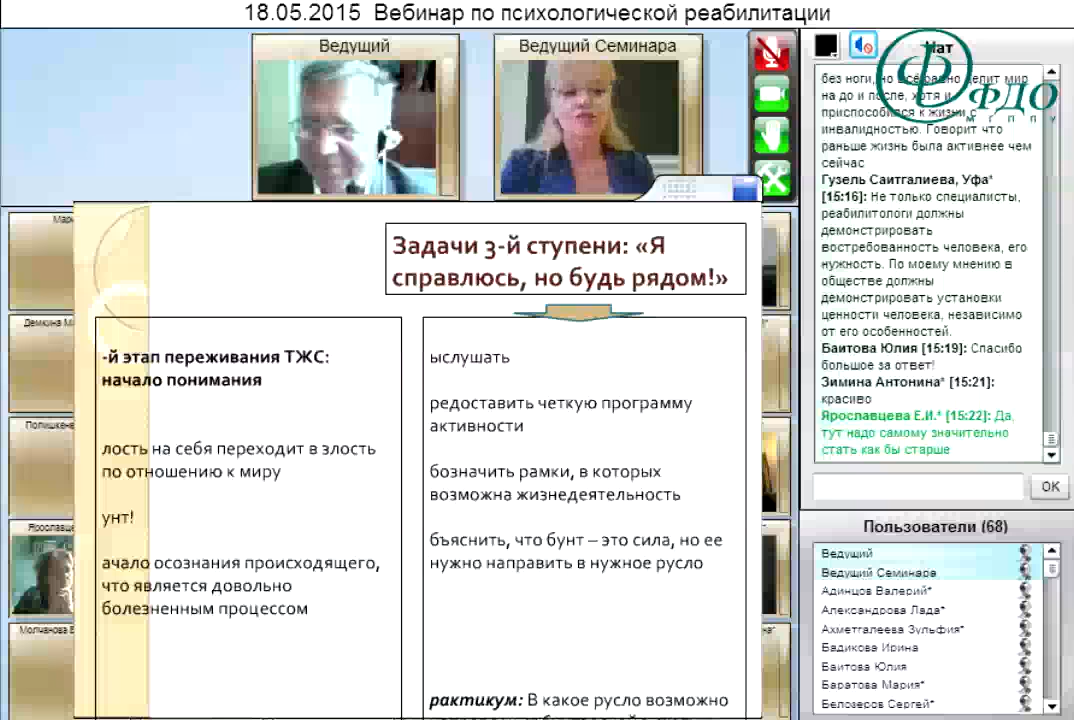 18.05.2015 Вебинар по психологической реабилитации
Ведущий
Ведущий Семинара
Чат
ФДО
МГППУ
без ноги, но всё равно делит мир
на до и после, хотя и
приспособился к жизни с
инвалидностью. Говорит что
раньше жизнь была активнее чем
сейчас
Гузель Саитгалиева, Уфа*
[15:16]: Не только специалисты,
реабилитологи должны
демонстрировать
востребованность человека, его
нужность. По моему мнению в
обществе должны
демонстрировать установки
ценности человека, независимо
от его особенностей.
Баитова Юлия [15:19]: Спасибо
большое за ответ!
Зимина Антонина* [15:21]:
красиво
Ярославцева Е.И.* [15:22]: Да,
тут надо самому значительно
стать как бы старше
OK
Пользователи (68)
Ведущий
Ведущий Семинара
Адинцов Валерий*
Александрова Лада*
Ахметгалеева Зульфия*
Бадикова Ирина
Баитова Юлия
Баратова Мария*
Белозеров Сергей*
Мар
Демкина М
Полишкене
Ярославце
Молчанова Е
Задачи 3-й ступени: «Я
справлюсь, но будь рядом!»
-й этап переживания ТЖС:
начало понимания
лость на себя переходит в злость
по отношению к миру
унт!
ачало осознания происходящего,
что является довольно
болезненным процессом
ыслушать
редоставить четкую программу
активности
бозначить рамки, в которых
возможна жизнедеятельность
бъяснить, что бунт – это сила, но ее
нужно направить в нужное русло
рактикум: В какое русло возможно